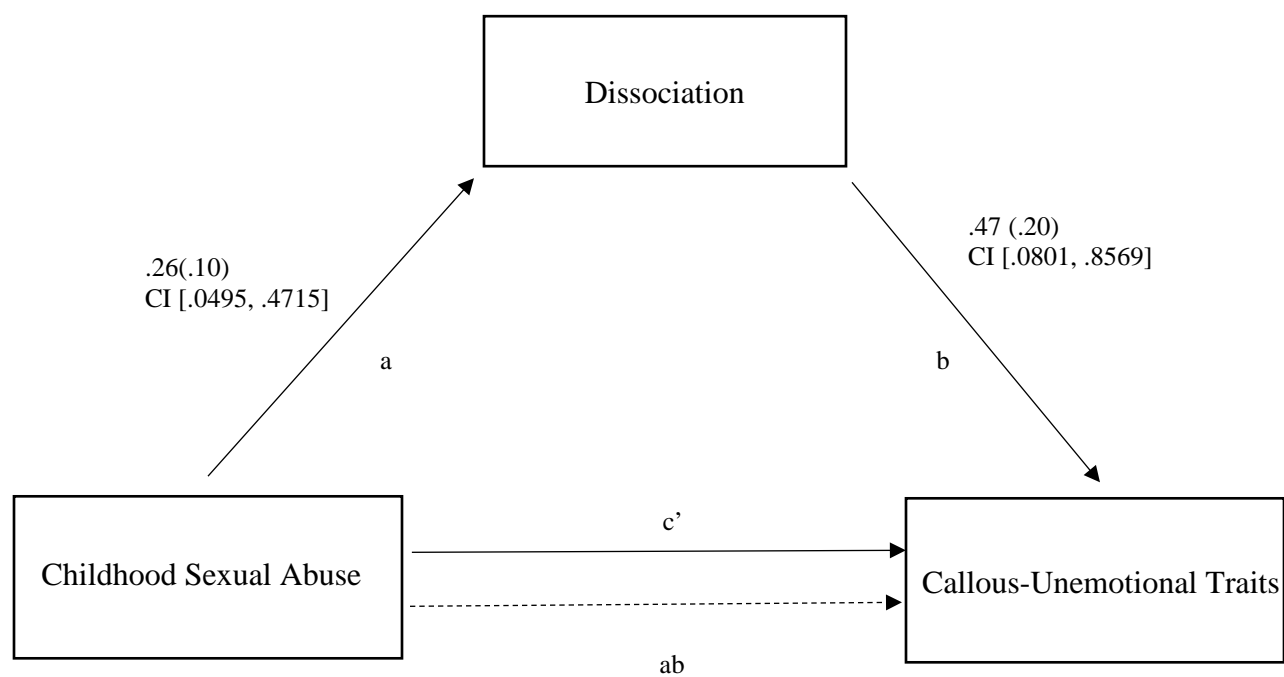 Dissociation
.26(.10)
CI [.0495, .4715]
.47 (.20)
CI [.0801, .8569]
a
b
c’
Childhood Sexual Abuse
Callous-Unemotional Traits
ab